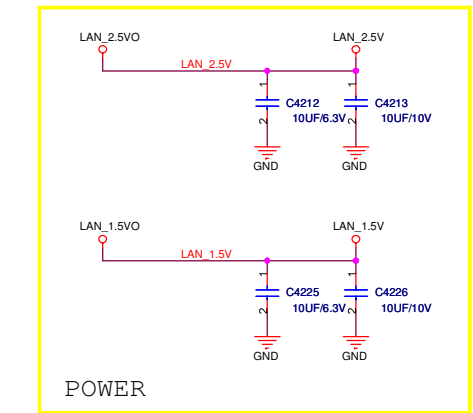 LAN_2.5VO LAN_2.5V
LAN_2.5V
1 1
C4212 C4213
10UF/6.3V 10UF/10V
2 2
GND GND
LAN_1.5VO LAN_1.5V
LAN_1.5V
1 1
C4225 C4226
10UF/6.3V 10UF/10V
2 2
GND GND
POWER